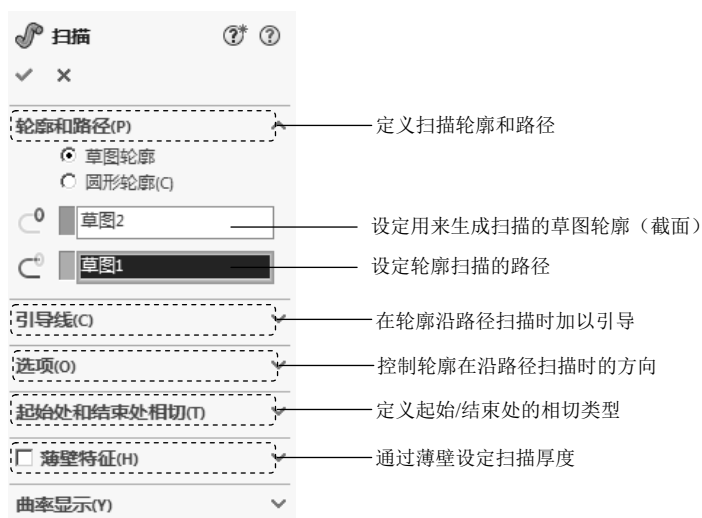 扫描
轮廓和路径(P) 定义扫描轮廓和路径
草图轮廓
圆形轮廓(C)
草图2 设定用来生成扫描的草图轮廓（截面）
草图1 设定轮廓扫描的路径
引导线(C) 在轮廓沿路径扫描时加以引导
选项(O) 控制轮廓在沿路径扫描时的方向
起始处和结束处相切(T) 定义起始/结束处的相切类型
薄壁特征(H) 通过薄壁设定扫描厚度
曲率显示(Y)